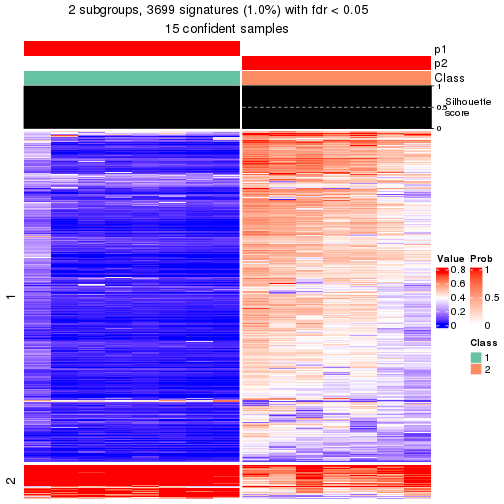 2 subgroups, 3699 signatures (1.0%) with fdr < 0.05
15 confident samples
p1
p2
Class
1
0.5
0
Silhouette
score
1
2
Value
0.8
0.6
0.4
0.2
0
Prob
1
0.5
0
Class
1
2